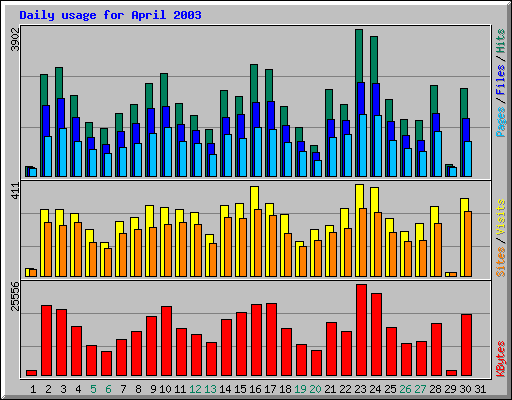 Daily usage for April 2003
3902
Pages / Files / Hits
411
Sites / Visits
25556
KBytes
1 2 3 4 5 6 7 8 9 10 11 12 13 14 15 16 17 18 19 20 21 22 23 24 25 26 27 28 29 30 31